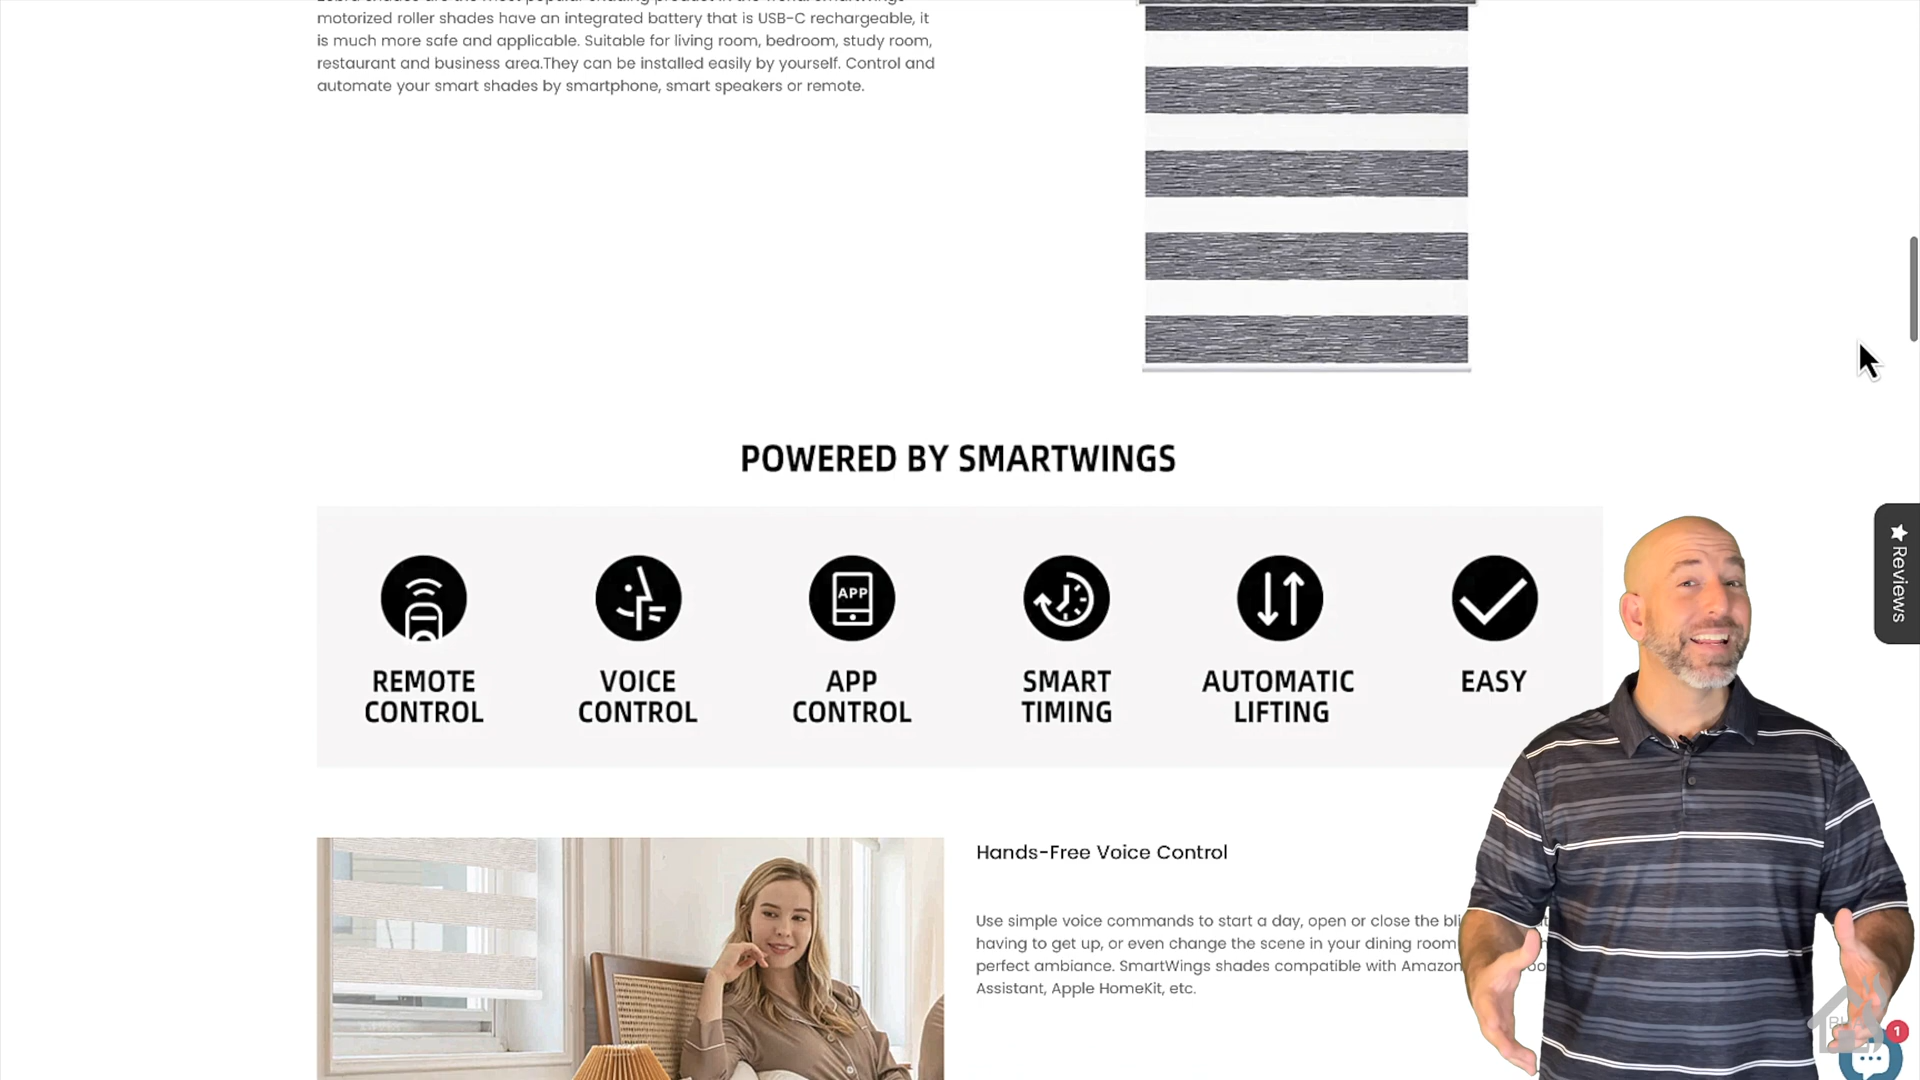 motorized roller shades have an integrated battery that is USB-C rechargeable, it
is much more safe and applicable. Suitable for living room, bedroom, study room,
restaurant and business area.They can be installed easily by yourself. Control and
automate your smart shades by smartphone, smart speakers or remote.
POWERED BY SMARTWINGS
APP
REMOTE
CONTROL
VOICE
CONTROL
APP
CONTROL
SMART
TIMING
AUTOMATIC
LIFTING
EASY
Reviews
Hands-Free Voice Control
Use simple voice commands to start a day, open or close the
having to get up, or even change the scene in your dining room
perfect ambiance. SmartWings shades compatible with Amazon
Assistant, Apple HomeKit, etc.
1